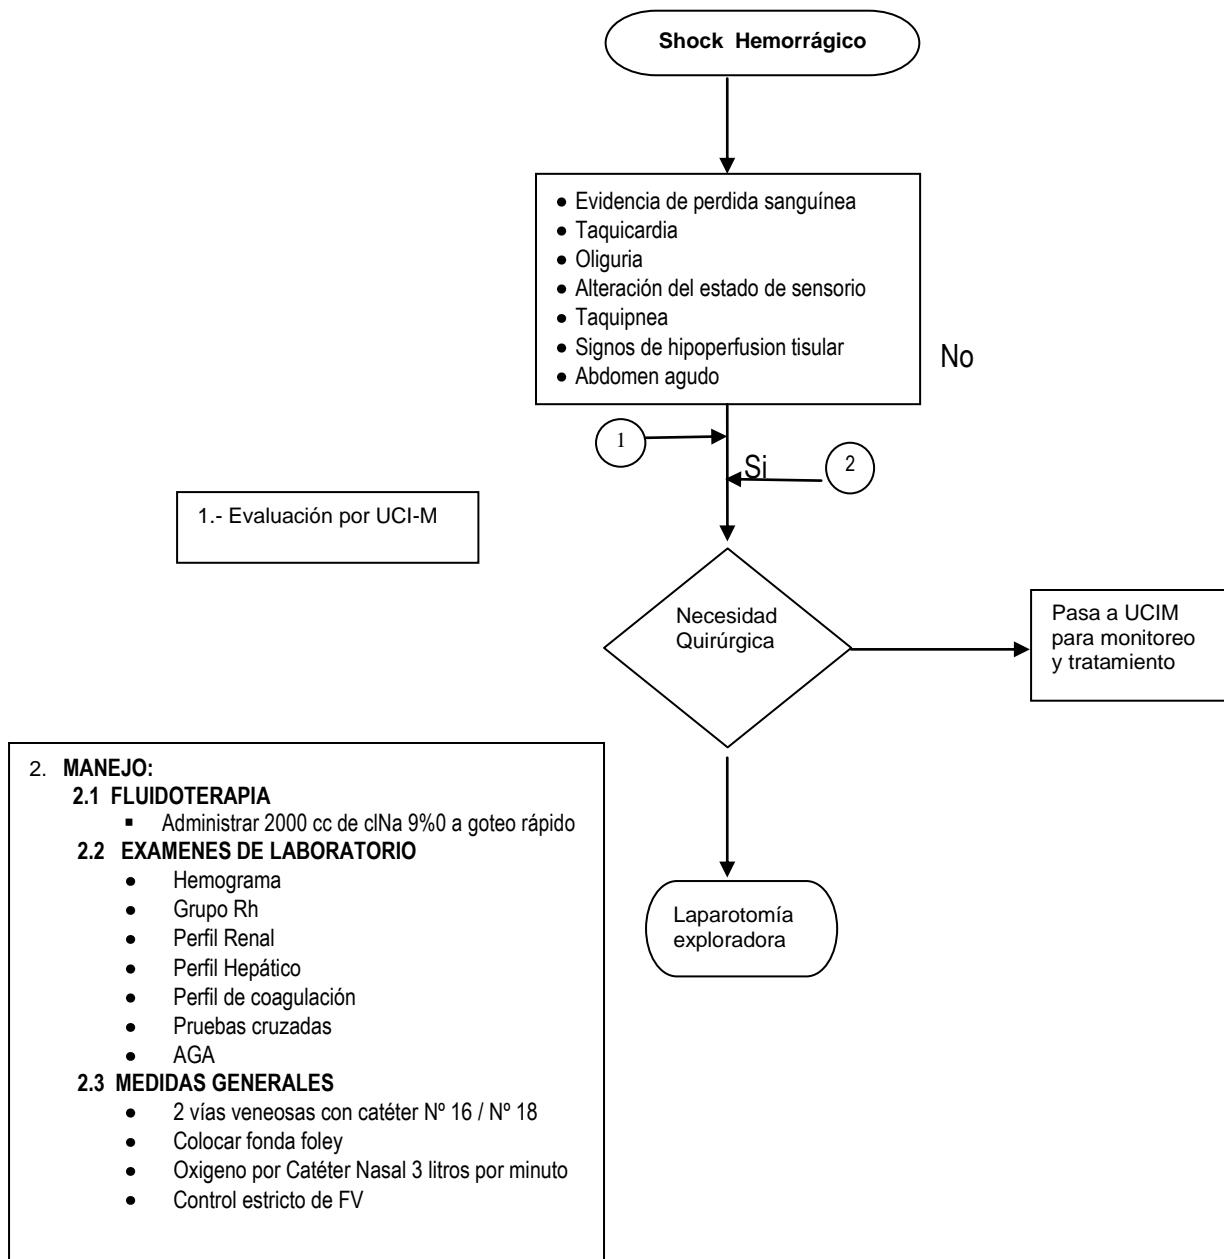 Shock Hemorrágico
● Evidencia de perdida sanguínea
● Taquicardia
● Oliguria
● Alteración del estado de sensorio
● Taquipnea
● Signos de hipoperfusion tisular
● Abdomen agudo
No
1
Si
2
1.- Evaluación por UCI-M
Necesidad
Quirúrgica
Pasa a UCIM
para monitoreo
y tratamiento
2. MANEJO:
2.1 FLUIDOTERAPIA
▪ Administrar 2000 cc de clNa 9%0 a goteo rápido
2.2 EXAMENES DE LABORATORIO
● Hemograma
● Grupo Rh
● Perfil Renal
● Perfil Hepático
● Perfil de coagulación
● Pruebas cruzadas
● AGA
2.3 MEDIDAS GENERALES
● 2 vías veneosas con catéter Nº 16 / Nº 18
● Colocar fonda foley
● Oxigeno por Catéter Nasal 3 litros por minuto
● Control estricto de FV
Laparotomía
exploradora